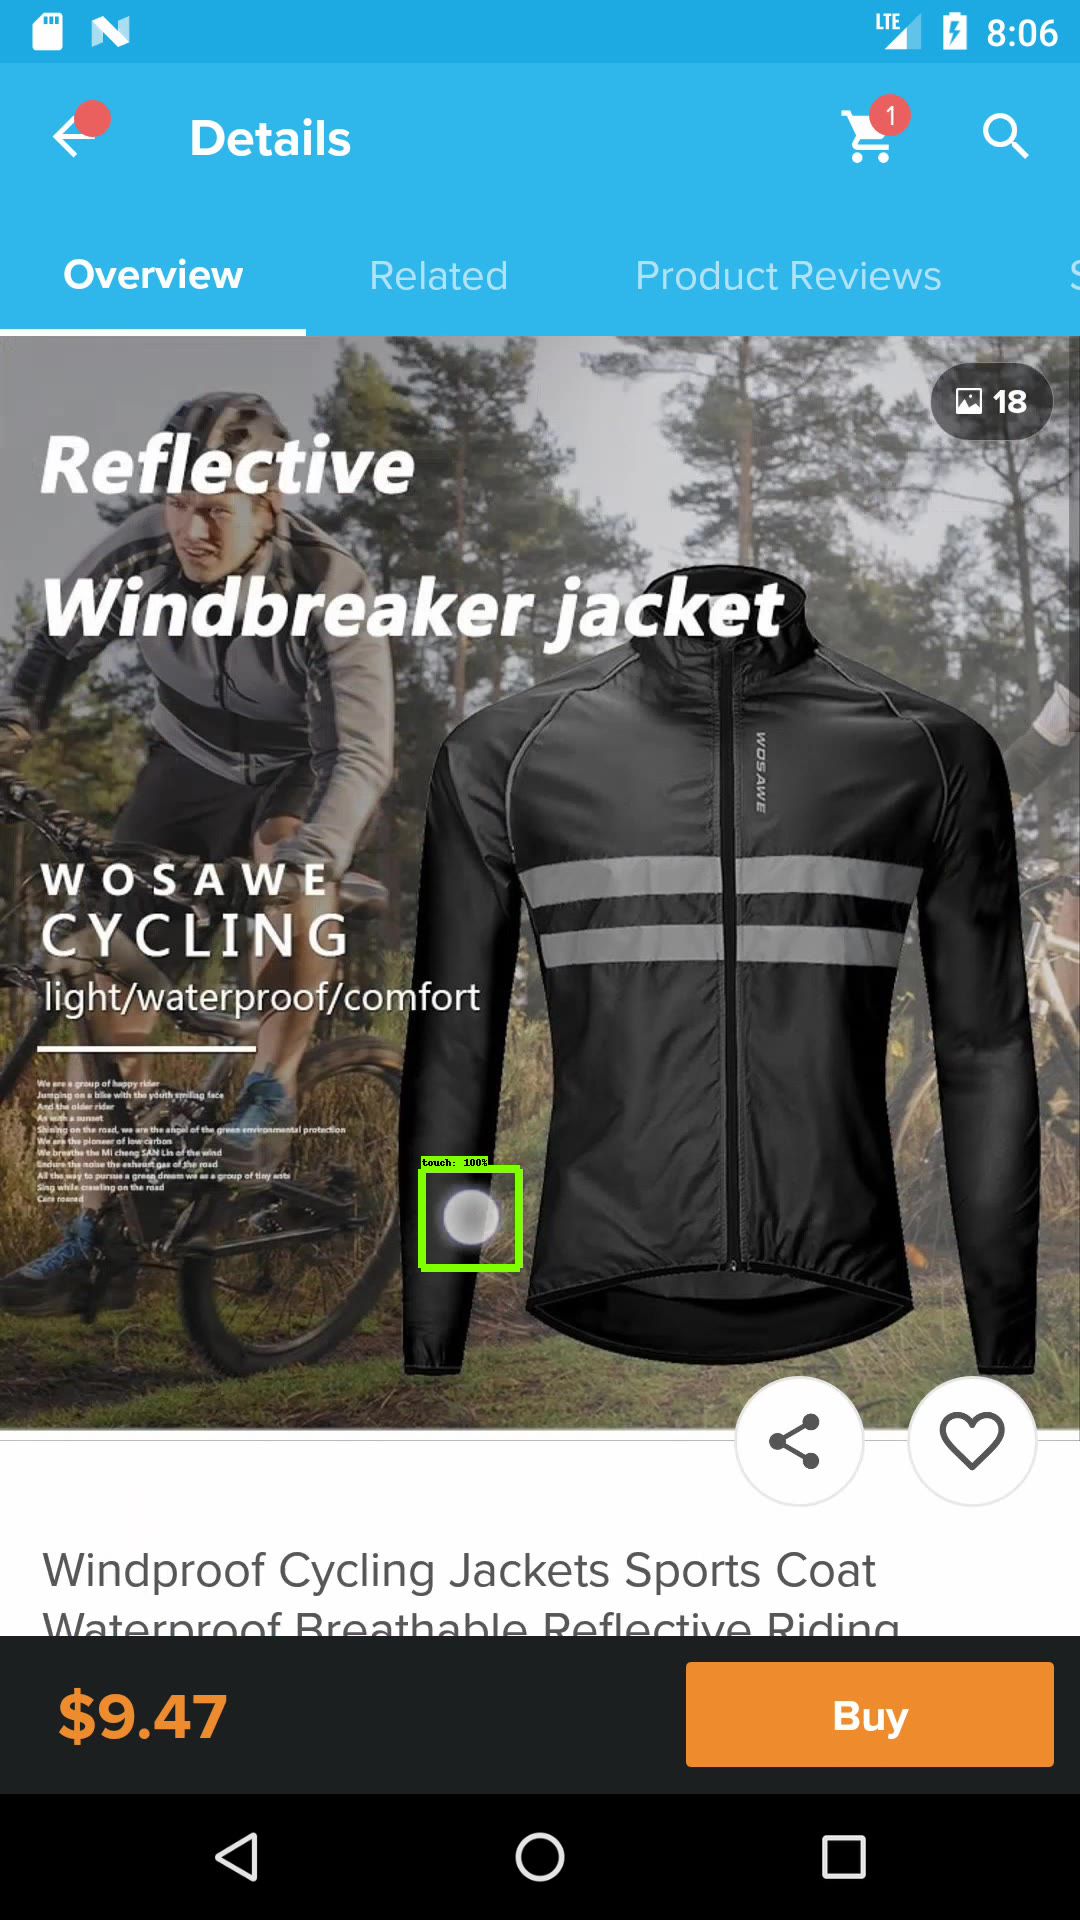 LTE 8:06
Details
1
Overview Related Product Reviews S
18
Reflective
Windbreaker jacket
WOSAWE
WOSAWE
CYCLING
light/waterproof/comfort
We are a group of happy rider
Jumping on a bike with the youth smiling face
And the older rider
As with a sunset
Shining on the road, we are the angel of the green environmental protection
We are the pioneer of low carbon
We breathe the Mi cheng SAN Lin of the wind
Endure the noise the exhaust gas of the road
All the way to pursue a green dream we as a group of tiny ants
Sing while crawling on the road
Care roared
touch: 100%
Windproof Cycling Jackets Sports Coat
Waterproof Breathable Reflective Riding
$9.47
Buy